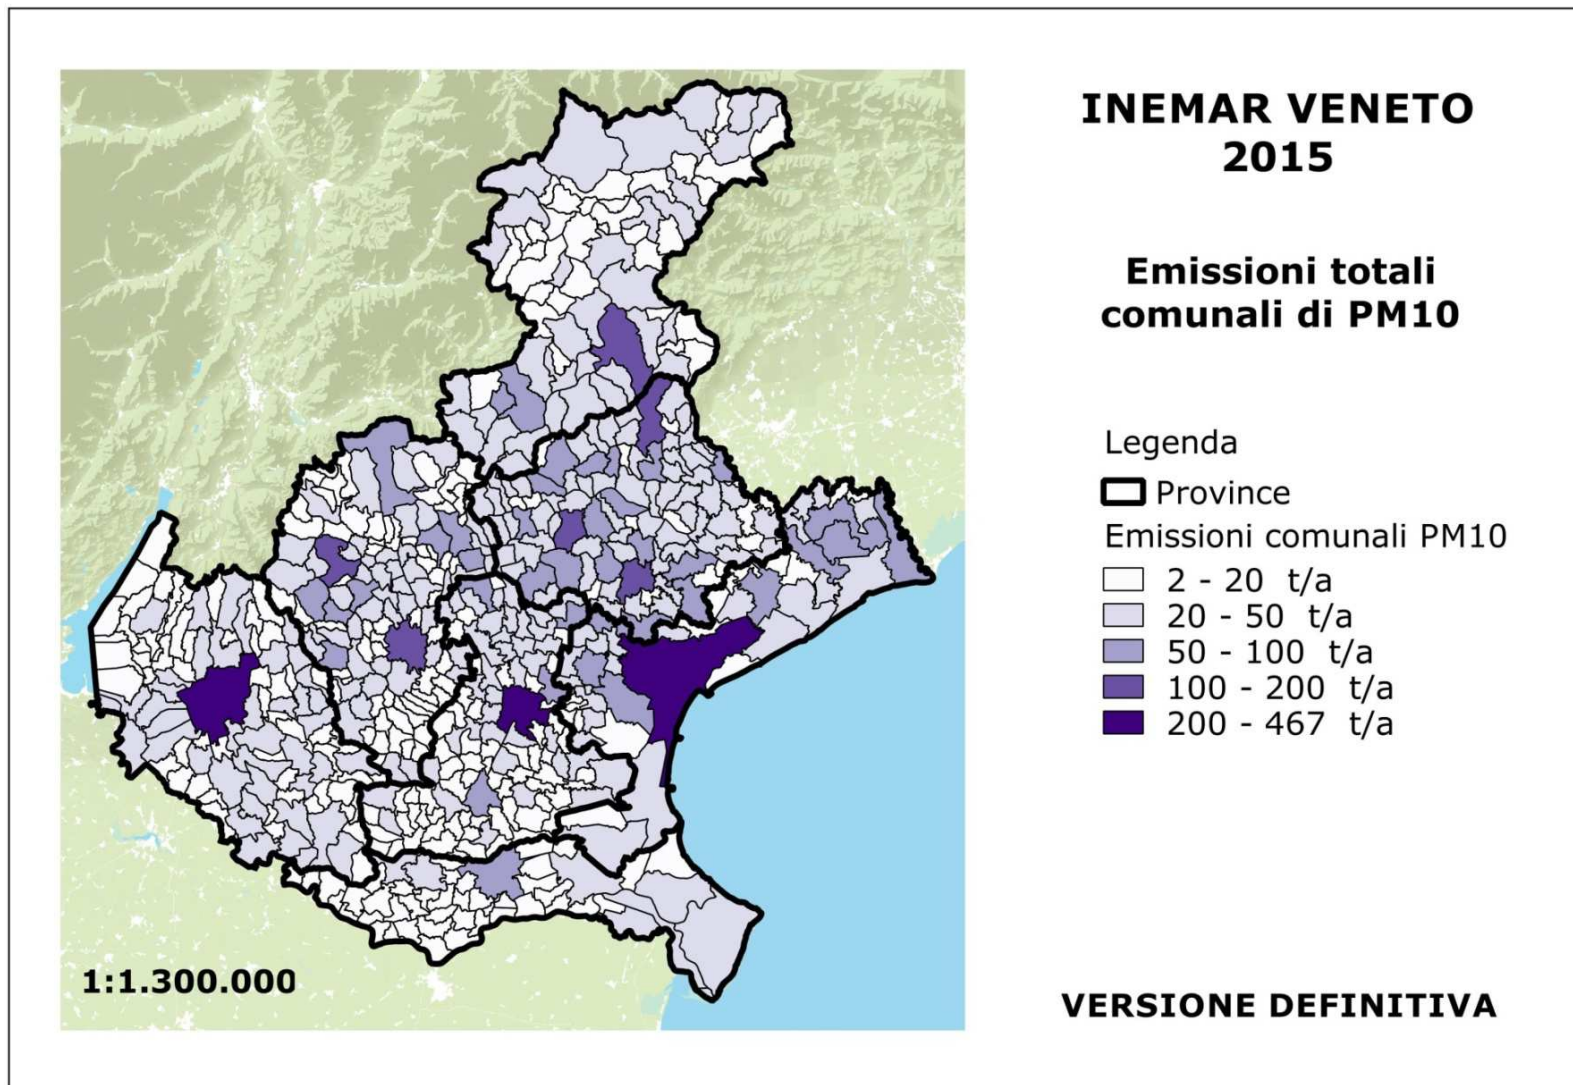 INEMAR VENETO
2015
Emissioni totali
comunali di PM10
Legenda
Province
Emissioni comunali PM10
2 - 20 t/a
20 - 50 t/a
50 - 100 t/a
100 - 200 t/a
200 - 467 t/a
1:1.300.000
VERSIONE DEFINITIVA